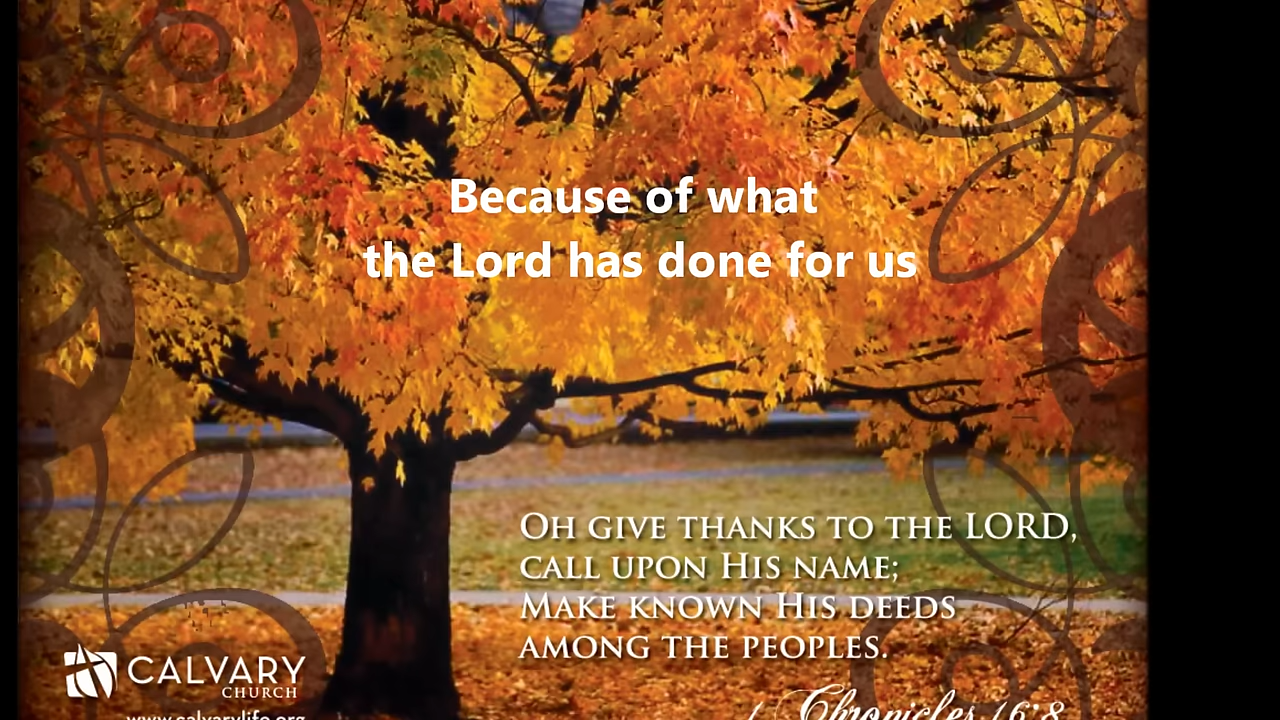 Because of what
the Lord has done for us
OH GIVE THANKS TO THE LORD,
CALL UPON HIS NAME;
MAKE KNOWN HIS DEEDS
AMONG THE PEOPLES.
1 Chronicles 16:8
CALVARY
CHURCH
www.calvarylife.org